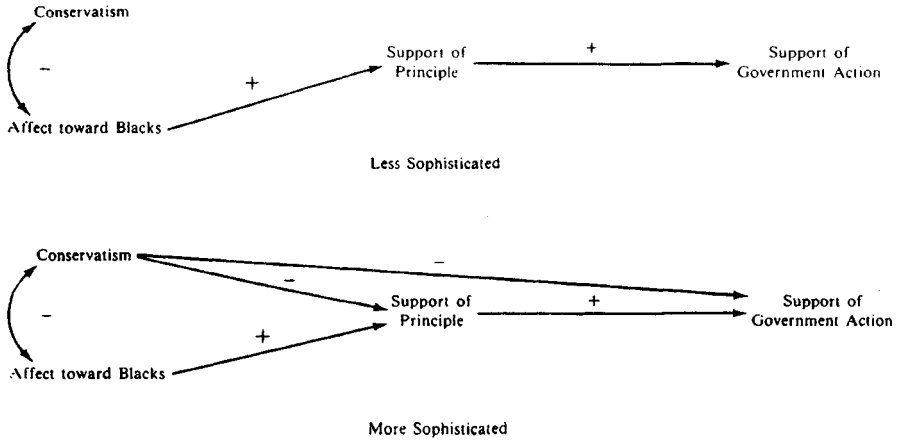 Conservatism
−
Affect toward Blacks
+
Support of
Principle
+
Support of
Government Action
Less Sophisticated
Conservatism
−
−
−
Affect toward Blacks
+
Support of
Principle
+
Support of
Government Action
More Sophisticated